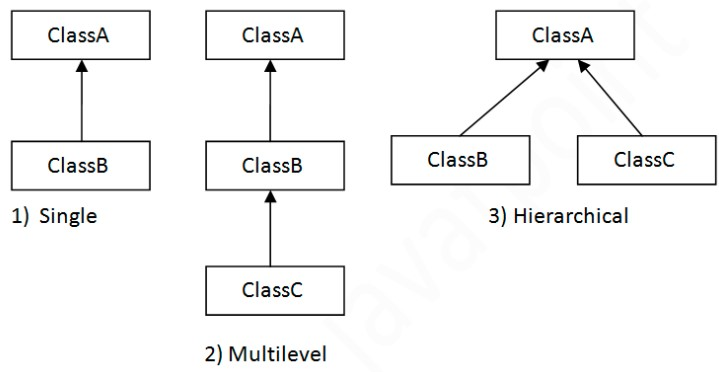 ClassA
ClassB
1) Single
ClassA
ClassB
ClassC
2) Multilevel
ClassA
ClassB
ClassC
3) Hierarchical